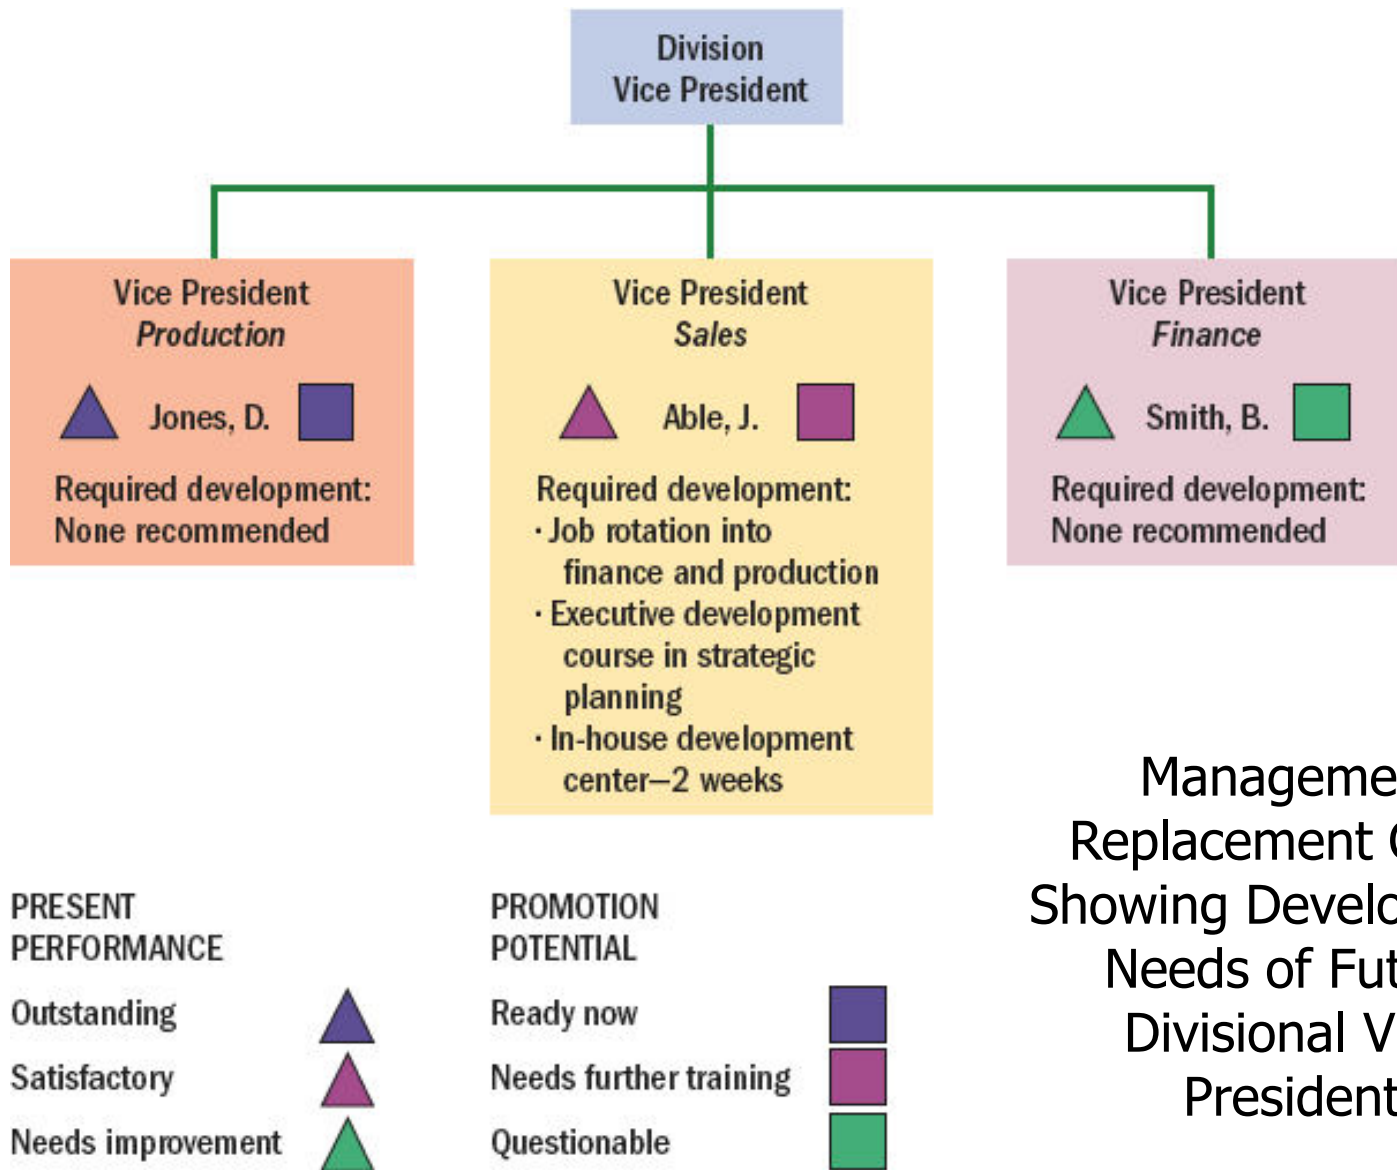 Division
Vice President
Vice President
Production
Jones, D.
Required development:
None recommended
Vice President
Sales
Able, J.
Required development:
· Job rotation into
finance and production
· Executive development
course in strategic
planning
· In-house development
center—2 weeks
Vice President
Finance
Smith, B.
Required development:
None recommended
PRESENT
PERFORMANCE
Outstanding
Satisfactory
Needs improvement
PROMOTION
POTENTIAL
Ready now
Needs further training
Questionable
Replacement
Showing
Needs of
Divisional
President